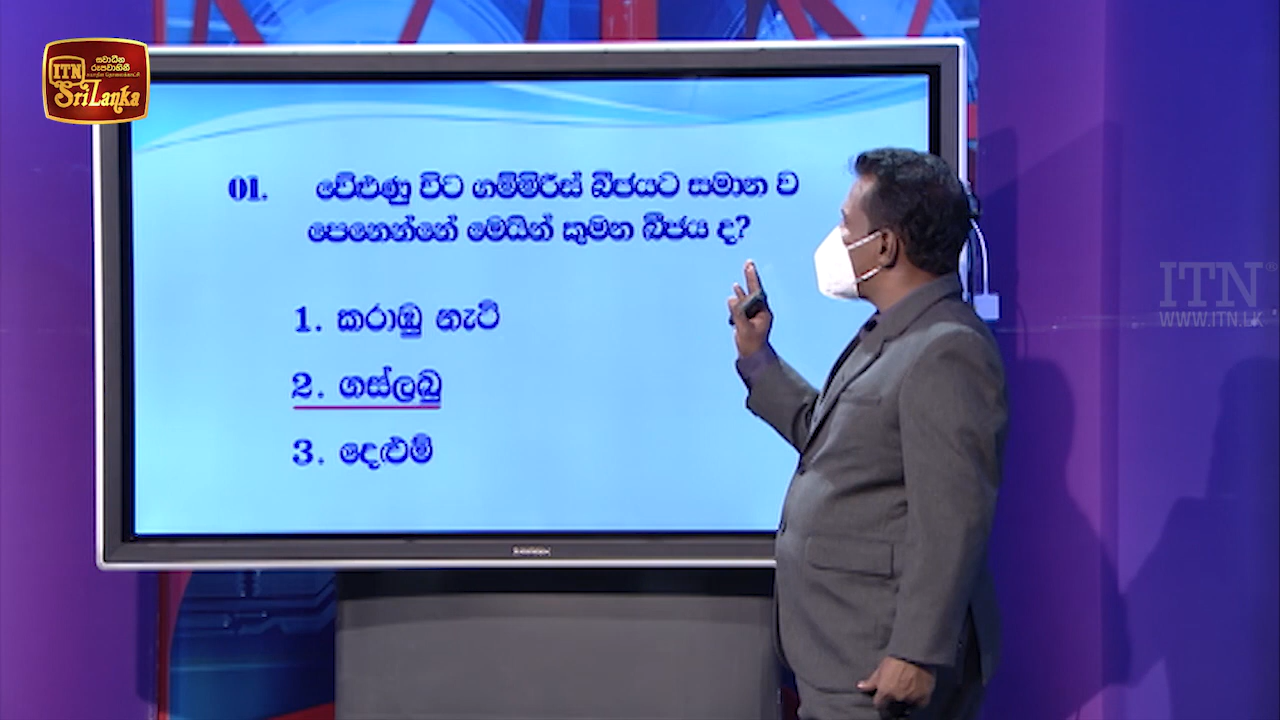 ස්වාධීන
රූපවාහිනී
ITN
Sri Lanka
01. වේළුණු විට ගම්මිරිස් බීජයට සමාන ව
පෙනෙන්නේ මෙයින් කුමන බීජය ද?
1. කරාඹු නැටි
2. ගස්ලබු
3. දෙළුම්
ITN®
WWW.ITN.LK